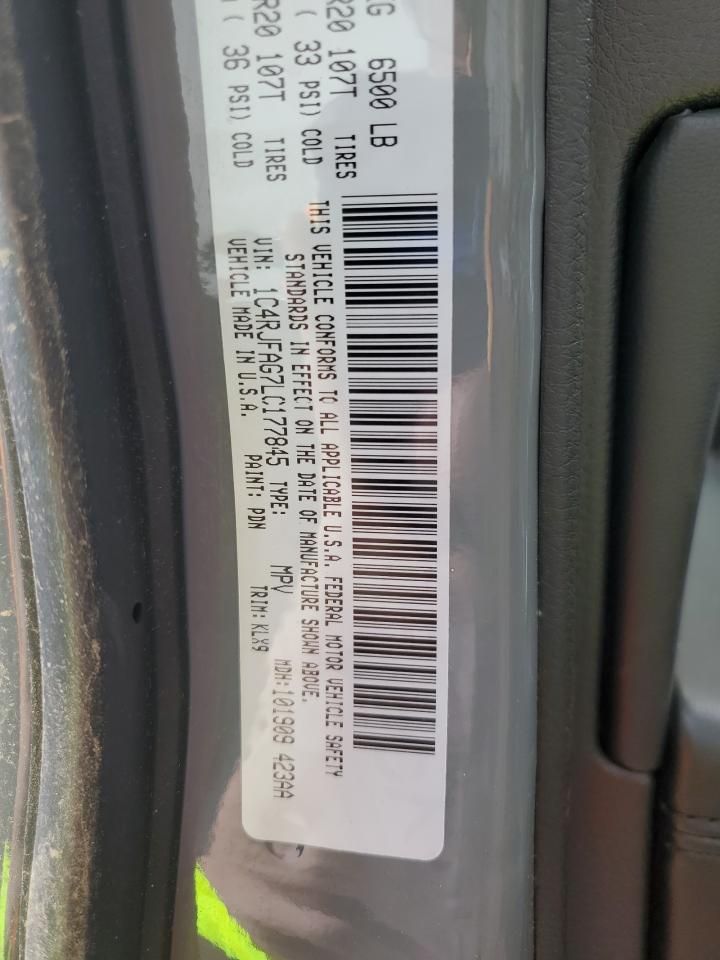 KG 6500 LB
R20 107T TIRES
( 33 PSI) COLD
R20 107T TIRES
( 36 PSI) COLD
THIS VEHICLE CONFORMS TO ALL APPLICABLE U.S.A. FEDERAL MOTOR VEHICLE SAFETY
STANDARDS IN EFFECT ON THE DATE OF MANUFACTURE SHOWN ABOVE.
VIN: 1C4RJFAG7LC177845 TYPE: MPV MDH:101909 423AA
VEHICLE MADE IN U.S.A. PAINT: PDN TRIM:KLX9